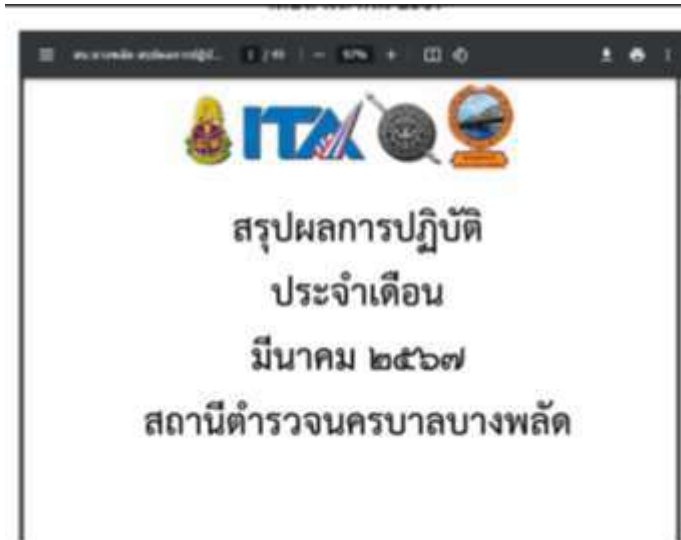 1
97%
ITA
สรุปผลการปฏิบัติ
ประจำเดือน
มีนาคม ๒๕๖๗
สถานีตำรวจนครบาลบางพลัด